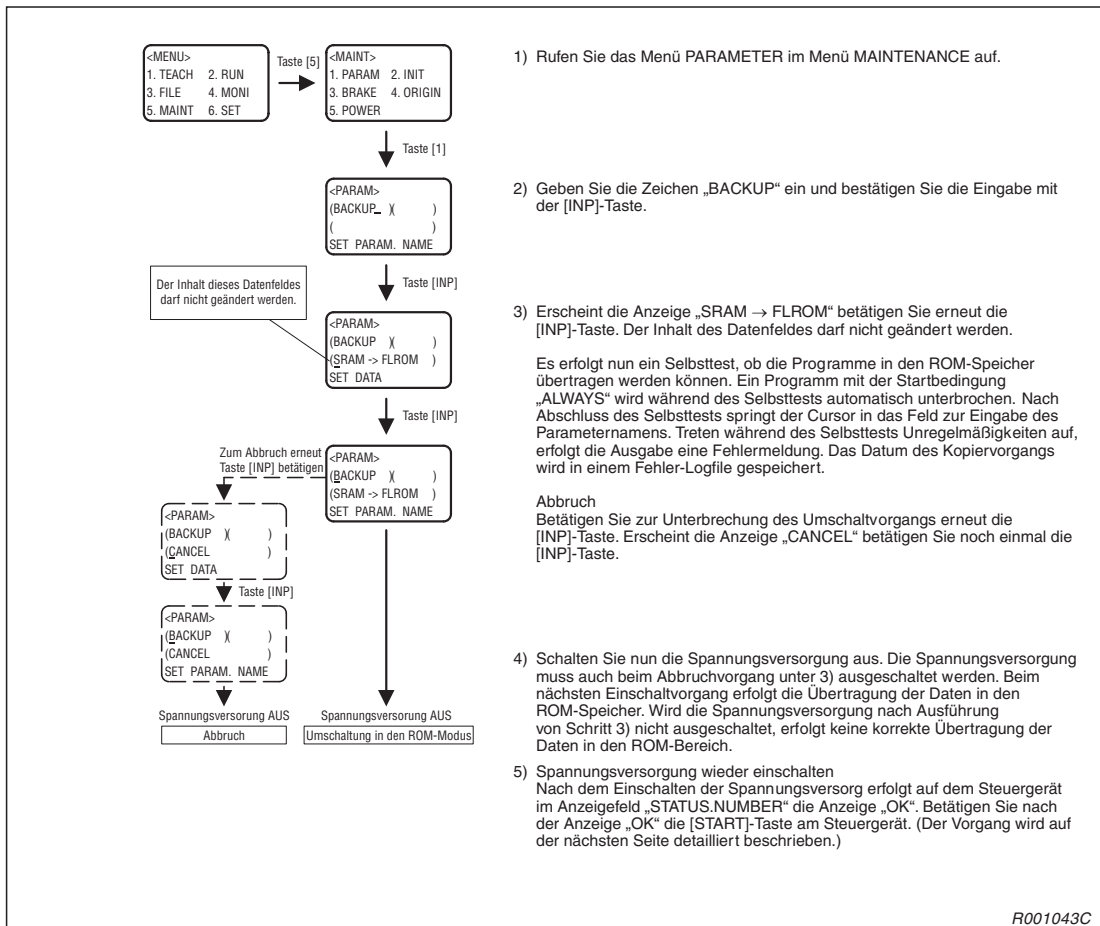 <MENU>
1. TEACH 2. RUN
3. FILE 4. MONI
5. MAINT 6. SET
Taste [5]
<MAINT>
1. PARAM 2. INIT
3. BRAKE 4. ORIGIN
5. POWER
Taste [1]
<PARAM>
(BACKUP_ )( )
( )
SET PARAM. NAME
Taste [INP]
Der Inhalt dieses Datenfeldes
darf nicht geändert werden.
<PARAM>
(BACKUP )( )
(SRAM -> FLROM )
SET DATA
Taste [INP]
Zum Abbruch erneut
Taste [INP] betätigen
<PARAM>
(BACKUP )( )
(SRAM -> FLROM )
SET PARAM. NAME
<PARAM>
(BACKUP )( )
(CANCEL )
SET DATA
Taste [INP]
<PARAM>
(BACKUP )( )
(CANCEL )
SET PARAM. NAME
Spannungsversorung AUS
Abbruch
Spannungsversorung AUS
Umschaltung in den ROM-Modus
1) Rufen Sie das Menü PARAMETER im Menü MAINTENANCE auf.
2) Geben Sie die Zeichen „BACKUP“ ein und bestätigen Sie die Eingabe mit
der [INP]-Taste.
3) Erscheint die Anzeige „SRAM → FLROM“ betätigen Sie erneut die
[INP]-Taste. Der Inhalt des Datenfeldes darf nicht geändert werden.
Es erfolgt nun ein Selbsttest, ob die Programme in den ROM-Speicher
übertragen werden können. Ein Programm mit der Startbedingung
„ALWAYS“ wird während des Selbsttests automatisch unterbrochen. Nach
Abschluss des Selbsttests springt der Cursor in das Feld zur Eingabe des
Parameternamens. Treten während des Selbsttests Unregelmäßigkeiten auf,
erfolgt die Ausgabe eine Fehlermeldung. Das Datum des Kopiervorgangs
wird in einem Fehler-Logfile gespeichert.
Abbruch
Betätigen Sie zur Unterbrechung des Umschaltvorgangs erneut die
[INP]-Taste. Erscheint die Anzeige „CANCEL“ betätigen Sie noch einmal die
[INP]-Taste.
4) Schalten Sie nun die Spannungsversorgung aus. Die Spannungsversorgung
muss auch beim Abbruchvorgang unter 3) ausgeschaltet werden. Beim
nächsten Einschaltvorgang erfolgt die Übertragung der Daten in den
ROM-Speicher. Wird die Spannungsversorgung nach Ausführung
von Schritt 3) nicht ausgeschaltet, erfolgt keine korrekte Übertragung der
Daten in den ROM-Bereich.
5) Spannungsversorgung wieder einschalten
Nach dem Einschalten der Spannungsversorg erfolgt auf dem Steuergerät
im Anzeigefeld „STATUS.NUMBER“ die Anzeige „OK“. Betätigen Sie nach
der Anzeige „OK“ die [START]-Taste am Steuergerät. (Der Vorgang wird auf
der nächsten Seite detailliert beschrieben.)
R001043C